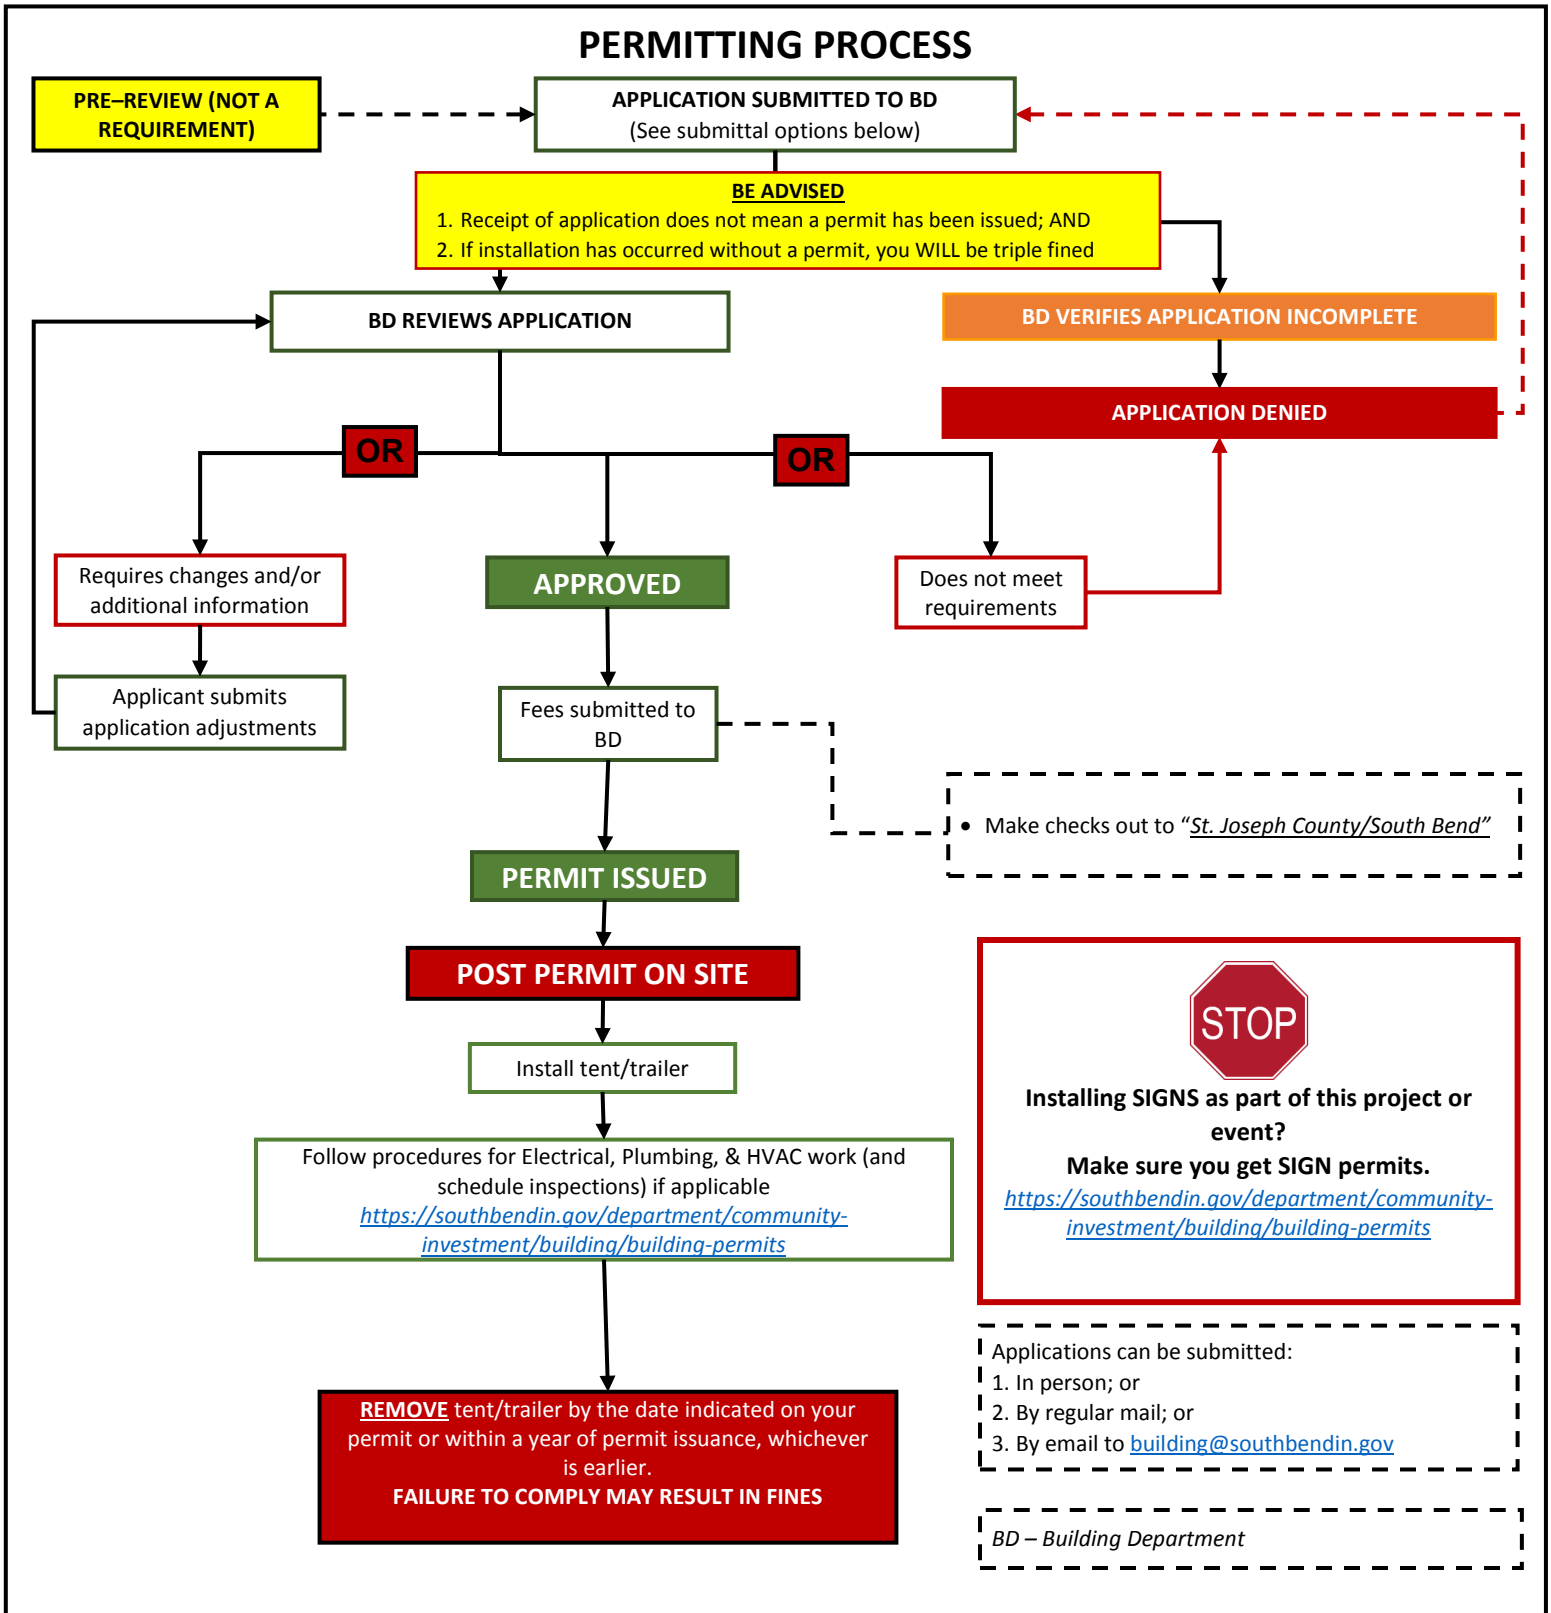 PERMITTING PROCESS
PRE–REVIEW (NOT A
REQUIREMENT)
APPLICATION SUBMITTED TO BD
(See submittal options below)
BE ADVISED
1. Receipt of application does not mean a permit has been issued; AND
2. If installation has occurred without a permit, you WILL be triple fined
BD REVIEWS APPLICATION
BD VERIFIES APPLICATION INCOMPLETE
APPLICATION DENIED
OR
OR
Requires changes and/or
additional information
APPROVED
Does not meet
requirements
Applicant submits
application adjustments
Fees submitted to
BD
• Make checks out to “St. Joseph County/South Bend”
PERMIT ISSUED
POST PERMIT ON SITE
Install tent/trailer
Follow procedures for Electrical, Plumbing, & HVAC work (and
schedule inspections) if applicable
https://southbendin.gov/department/community-
investment/building/building-permits
REMOVE tent/trailer by the date indicated on your
permit or within a year of permit issuance, whichever
is earlier.
FAILURE TO COMPLY MAY RESULT IN FINES
STOP
Installing SIGNS as part of this project or
event?
Make sure you get SIGN permits.
https://southbendin.gov/department/community-
investment/building/building-permits
Applications can be submitted:
1. In person; or
2. By regular mail; or
3. By email to building@southbendin.gov
BD – Building Department